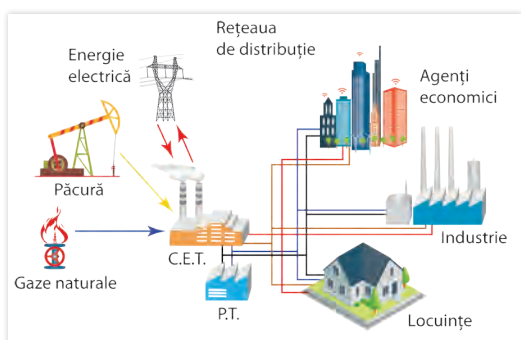 Rețeaua
de distribuție
Energie
electrică
Agenți
economici
Păcură
Gaze naturale
C.E.T.
P.T.
Industrie
Locuințe